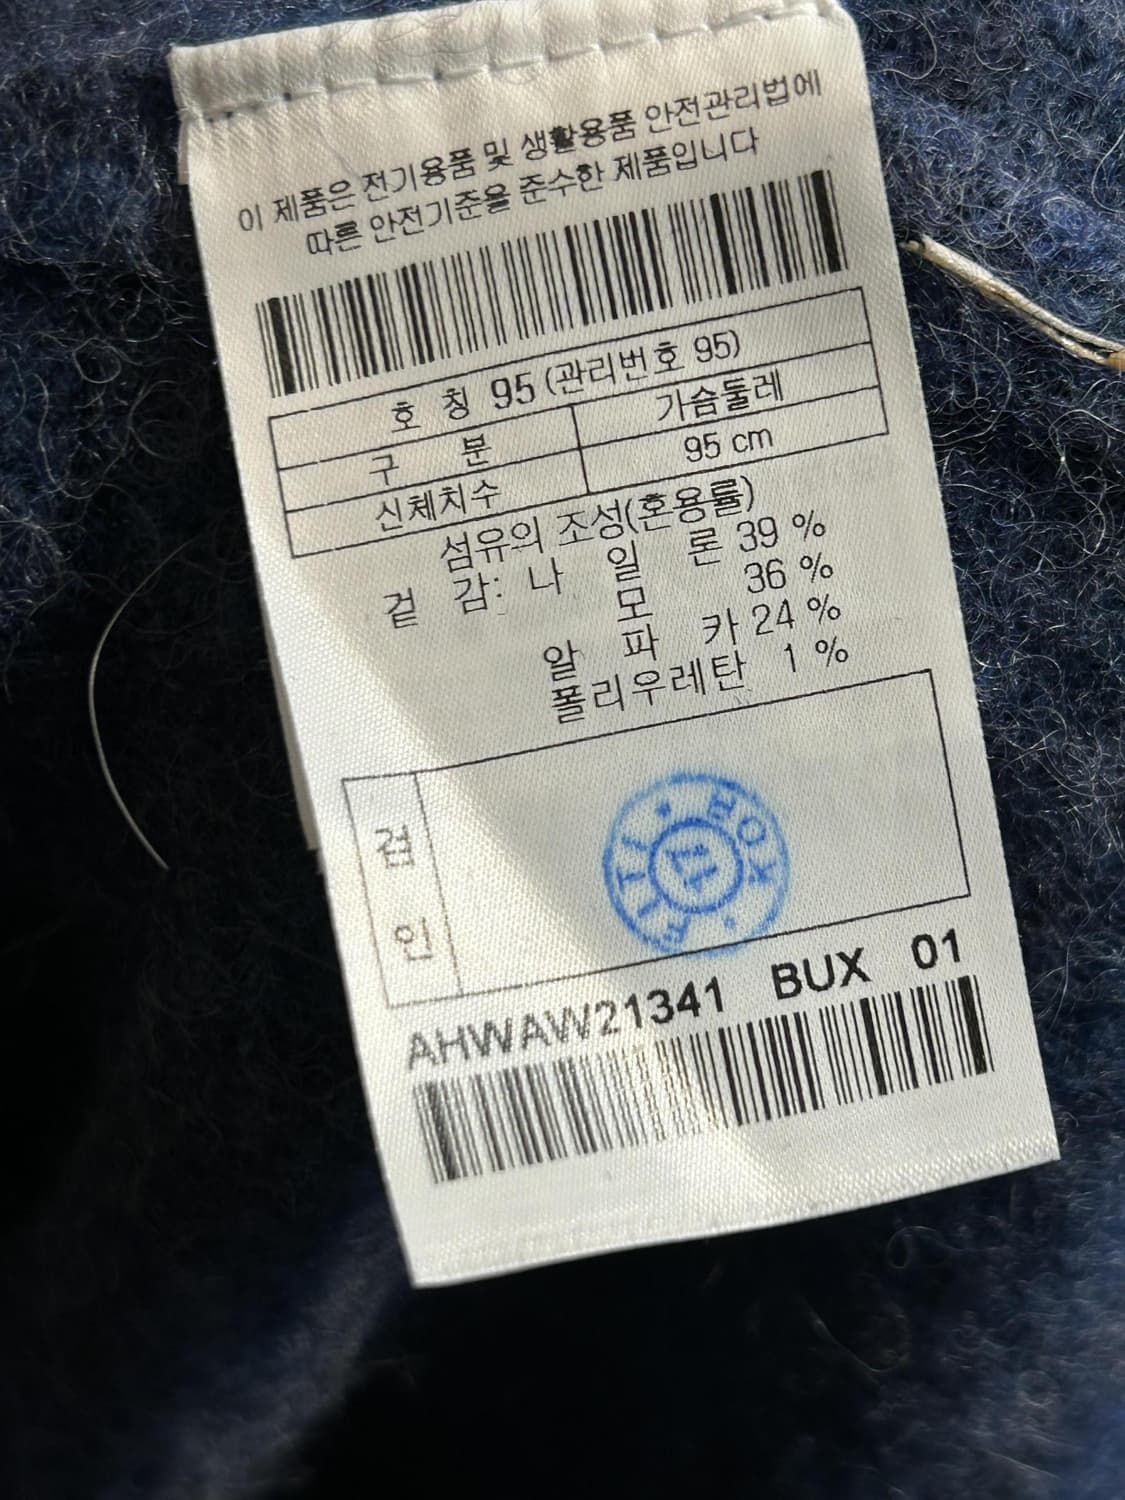 이 제품은 전기용품 및 생활용품 안전관리법에
따른 안전기준을 준수한 제품입니다
호 칭 95 (관리번호 95)
구 분 가슴둘레
신체치수 95 cm
섬유의 조성(혼용률)
겉 감: 나 일 론 39 %
모 36 %
알 파 카 24 %
폴리우레탄 1 %
검
인
11
AHWAW21341 BUX 01